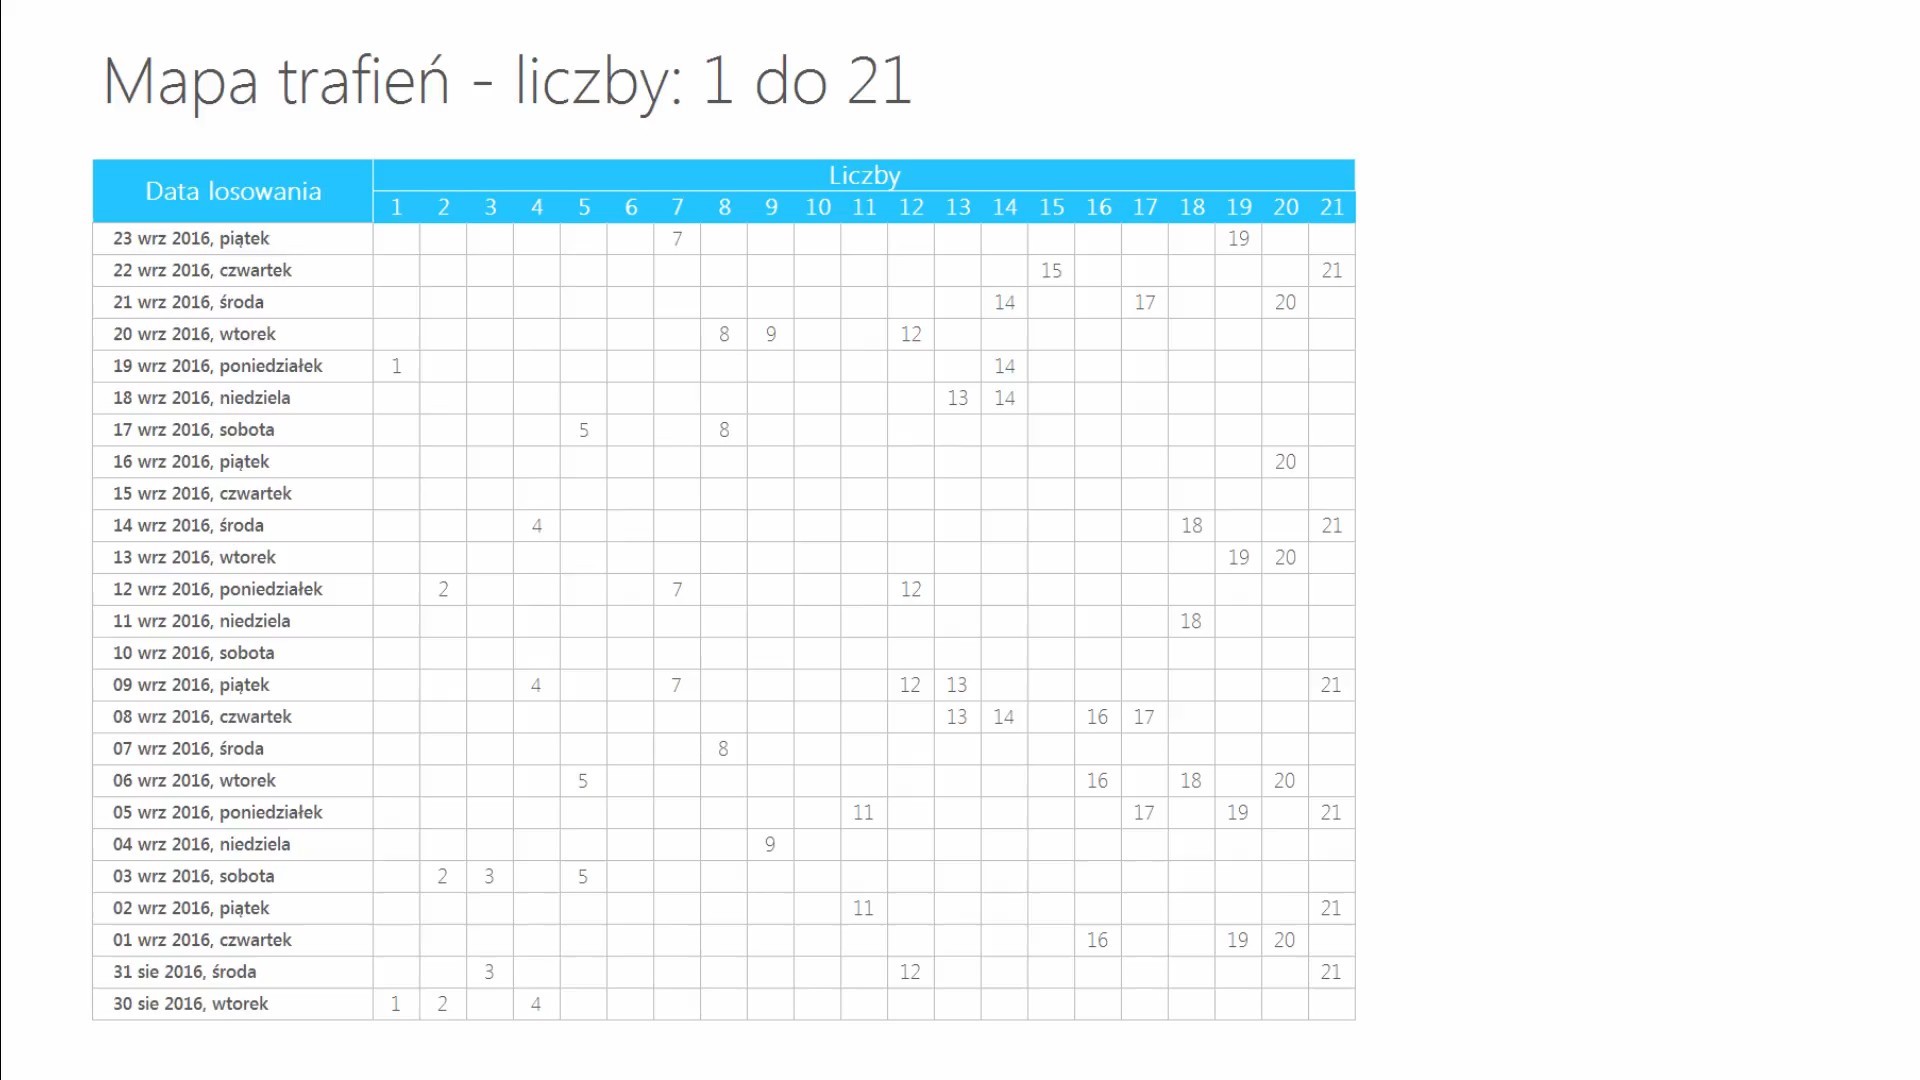 Mapa trafień - liczby: 1 do 21
Data losowania Liczby
1 2 3 4 5 6 7 8 9 10 11 12 13 14 15 16 17 18 19 20 21
23 wrz 2016, piątek 7 19
22 wrz 2016, czwartek 15 21
21 wrz 2016, środa 14 17 20
20 wrz 2016, wtorek 8 9 12
19 wrz 2016, poniedziałek 1 14
18 wrz 2016, niedziela 13 14
17 wrz 2016, sobota 5 8
16 wrz 2016, piątek 20
15 wrz 2016, czwartek
14 wrz 2016, środa 4 18 21
13 wrz 2016, wtorek 19 20
12 wrz 2016, poniedziałek 2 7 12
11 wrz 2016, niedziela 18
10 wrz 2016, sobota
09 wrz 2016, piątek 4 7 12 13 21
08 wrz 2016, czwartek 13 14 16 17
07 wrz 2016, środa 8
06 wrz 2016, wtorek 5 16 18 20
05 wrz 2016, poniedziałek 11 17 19 21
04 wrz 2016, niedziela 9
03 wrz 2016, sobota 2 3 5
02 wrz 2016, piątek 11 21
01 wrz 2016, czwartek 16 19 20
31 sie 2016, środa 3 12 21
30 sie 2016, wtorek 1 2 4